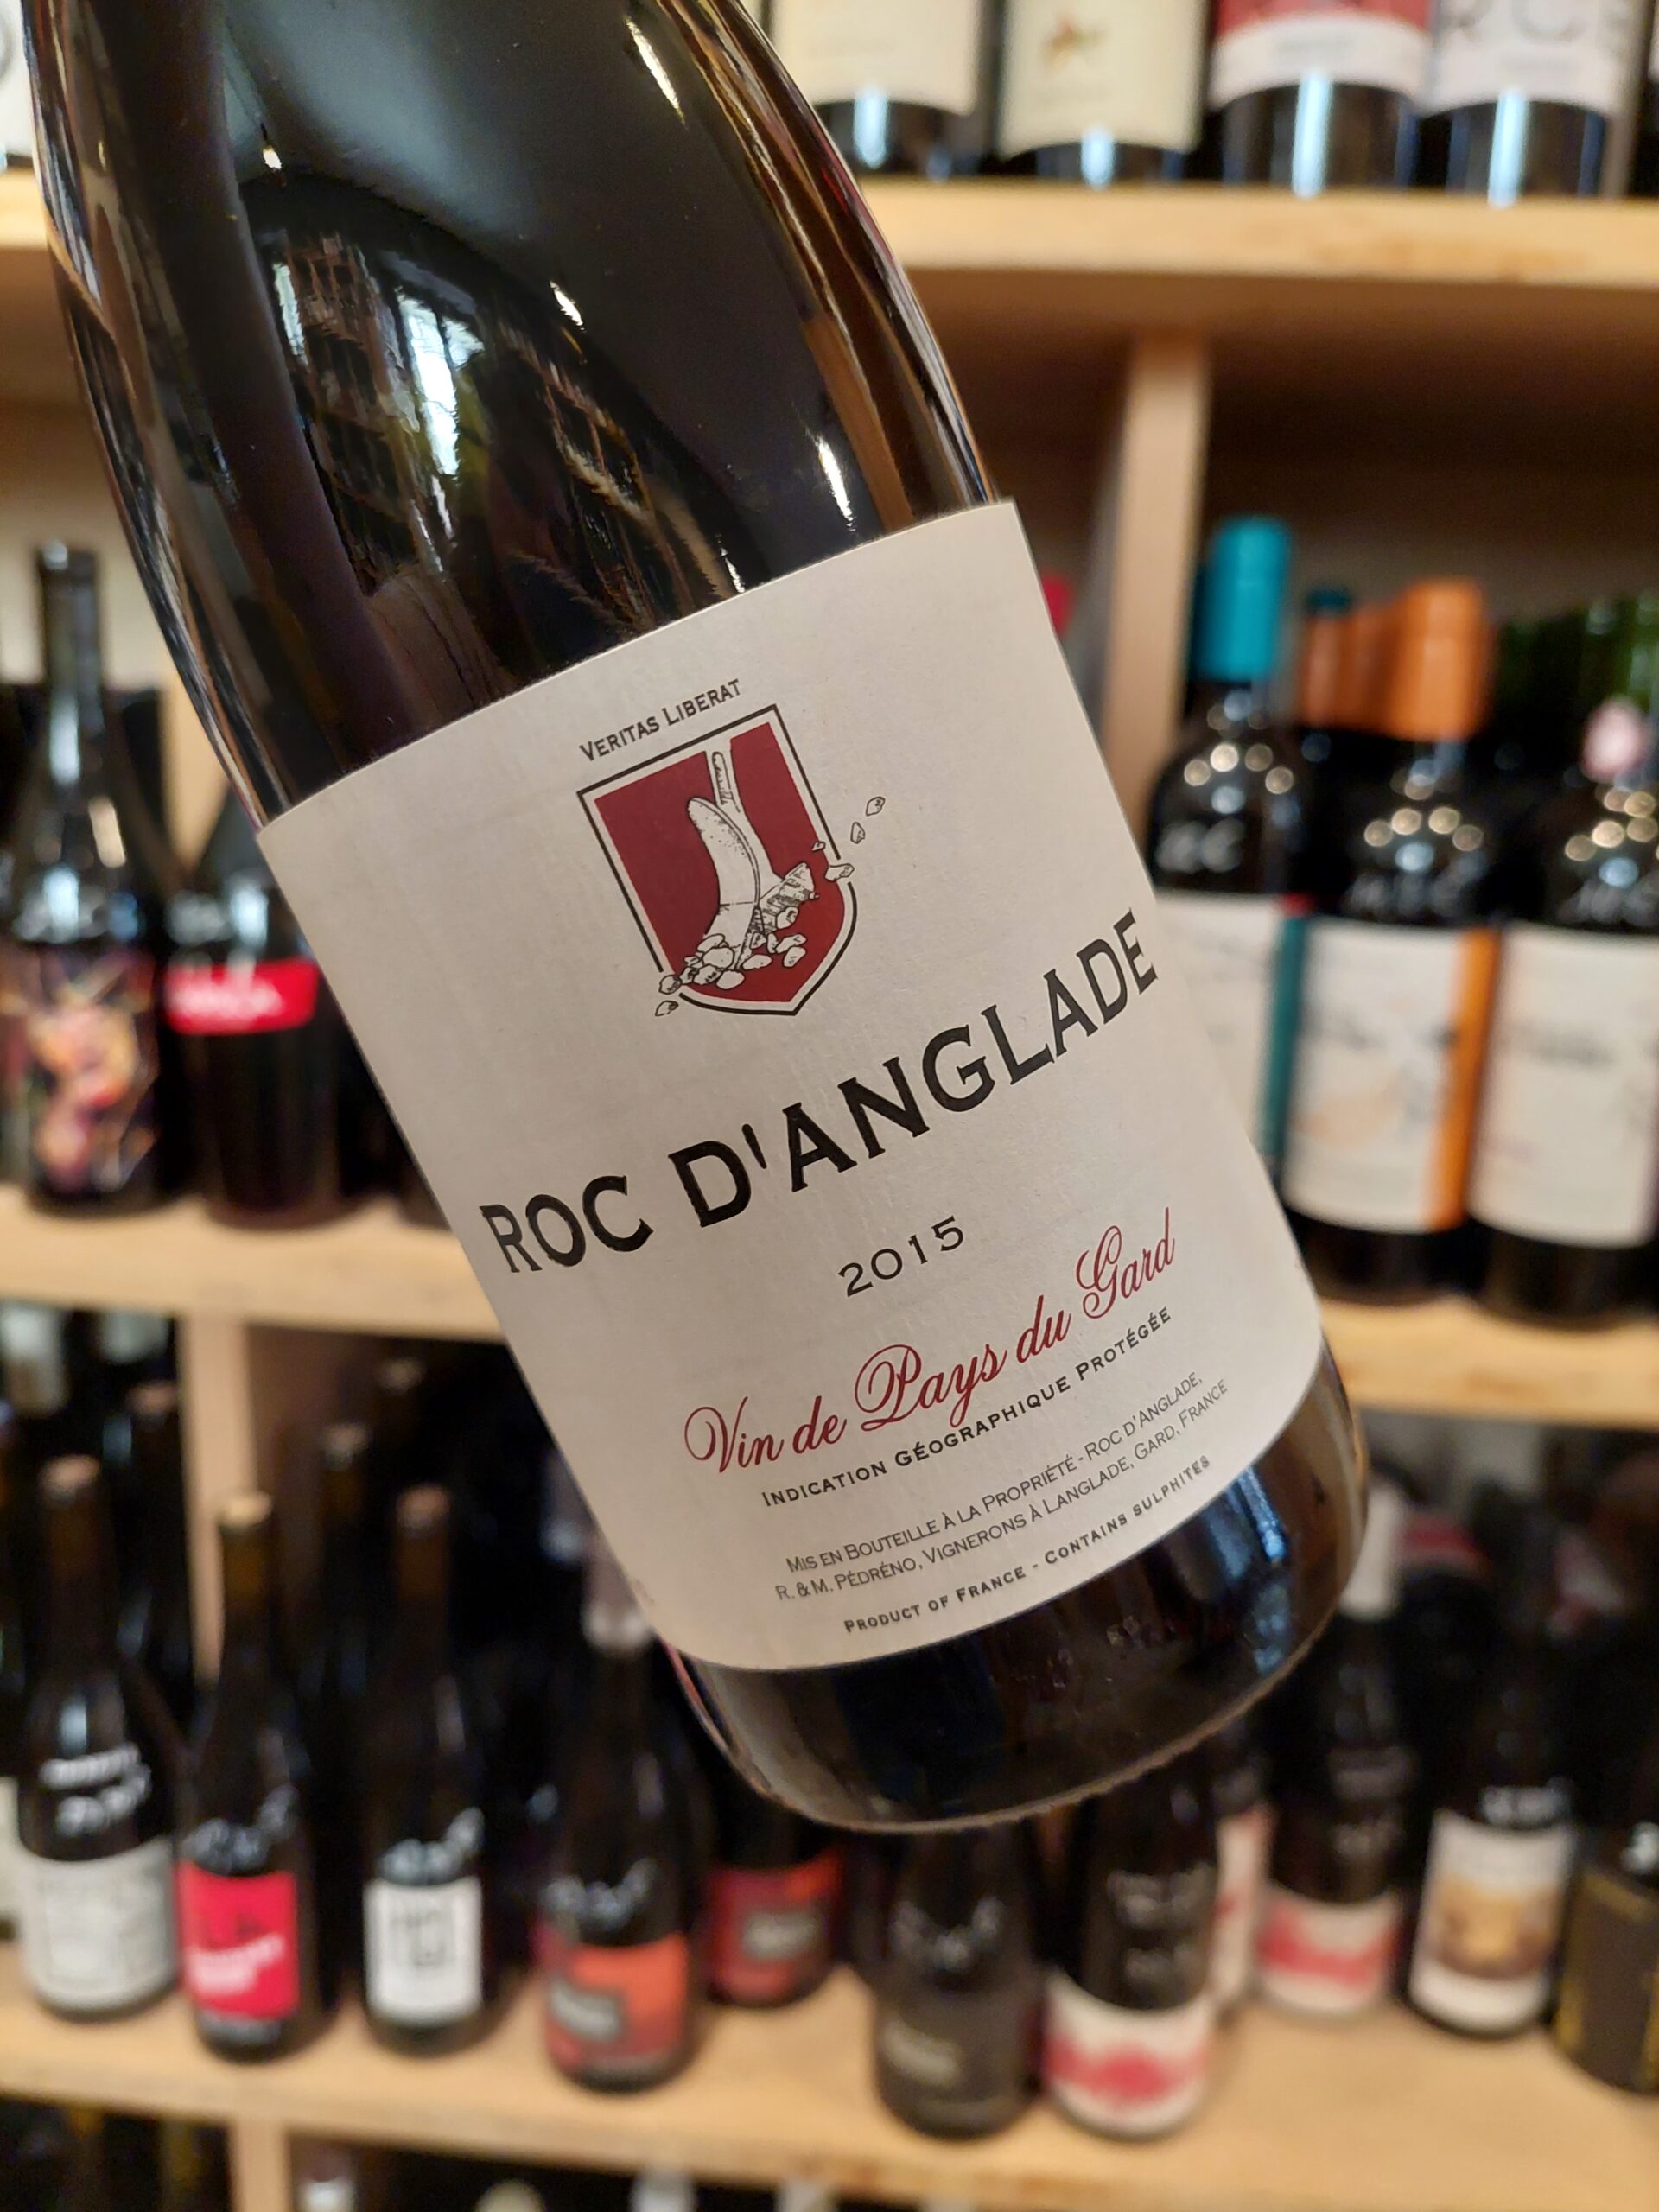 VERITAS LIBERAT
ROC D'ANGLADE
2015
Vin de Pays du Gard
INDICATION GÉOGRAPHIQUE PROTÉGÉE
MIS EN BOUTEILLE À LA PROPRIÉTÉ - ROC D'ANGLADE,
R. & M. PÉDRÉNO, VIGNERONS À LANGLADE, GARD, FRANCE
PRODUCT OF FRANCE - CONTAINS SULPHITES